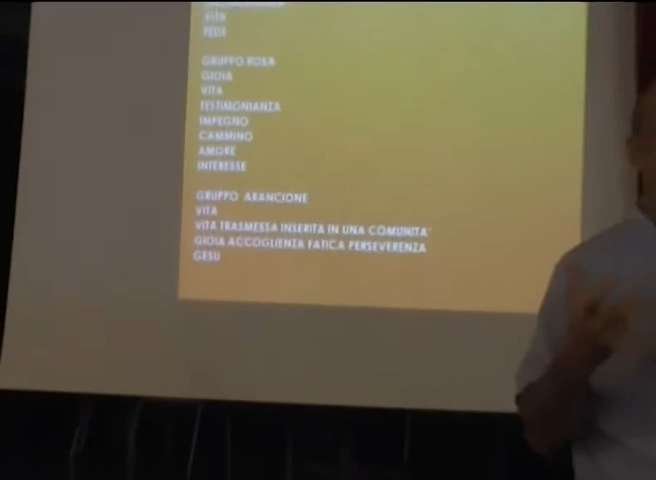 VITA
FEDE
GRUPPO ROSA
GIOIA
VITA
TESTIMONIANZA
IMPEGNO
CAMMINO
AMORE
INTERESSE
GRUPPO ARANCIONE
VITA
VITA TRASMESSA INSERITA IN UNA COMUNITA'
GIOIA ACCOGLIENZA FATICA PERSEVERENZA
GESU